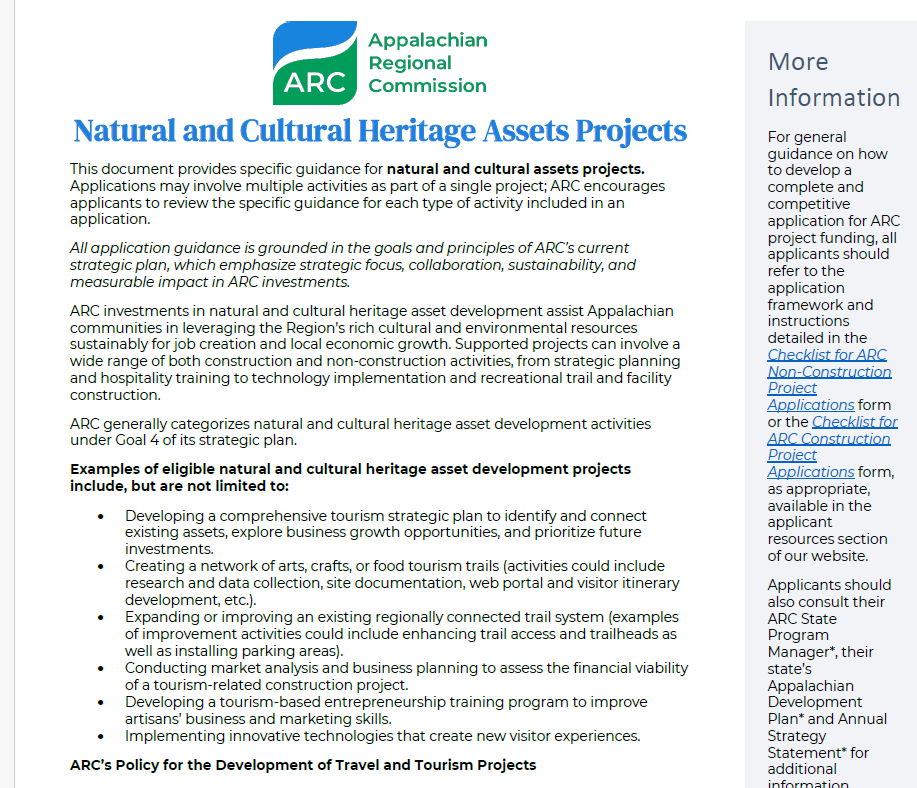 ARC
Appalachian
Regional
Commission
Natural and Cultural Heritage Assets Projects
This document provides specific guidance for natural and cultural assets projects.
Applications may involve multiple activities as part of a single project; ARC encourages
applicants to review the specific guidance for each type of activity included in an
application.
All application guidance is grounded in the goals and principles of ARC's current
strategic plan, which emphasize strategic focus, collaboration, sustainability, and
measurable impact in ARC investments.
ARC investments in natural and cultural heritage asset development assist Appalachian
communities in leveraging the Region's rich cultural and environmental resources
sustainably for job creation and local economic growth. Supported projects can involve a
wide range of both construction and non-construction activities, from strategic planning
and hospitality training to technology implementation and recreational trail and facility
construction.
ARC generally categorizes natural and cultural heritage asset development activities
under Goal 4 of its strategic plan.
Examples of eligible natural and cultural heritage asset development projects
include, but are not limited to:
• Developing a comprehensive tourism strategic plan to identify and connect
existing assets, explore business growth opportunities, and prioritize future
investments.
• Creating a network of arts, crafts, or food tourism trails (activities could include
research and data collection, site documentation, web portal and visitor itinerary
development, etc.).
• Expanding or improving an existing regionally connected trail system (examples
of improvement activities could include enhancing trail access and trailheads as
well as installing parking areas).
• Conducting market analysis and business planning to assess the financial viability
of a tourism-related construction project.
• Developing a tourism-based entrepreneurship training program to improve
artisans' business and marketing skills.
• Implementing innovative technologies that create new visitor experiences.
ARC's Policy for the Development of Travel and Tourism Projects
More
Information
For general
guidance on how
to develop a
complete and
competitive
application for ARC
project funding, all
applicants should
refer to the
application
framework and
instructions
detailed in the
Checklist for ARC
Non-Construction
Project
Applications form
or the Checklist for
ARC Construction
Project
Applications form,
as appropriate,
available in the
applicant
resources section
of our website.
Applicants should
also consult their
ARC State
Program
Manager*, their
state's
Appalachian
Development
Plan* and Annual
Strategy
Statement* for
additional
information